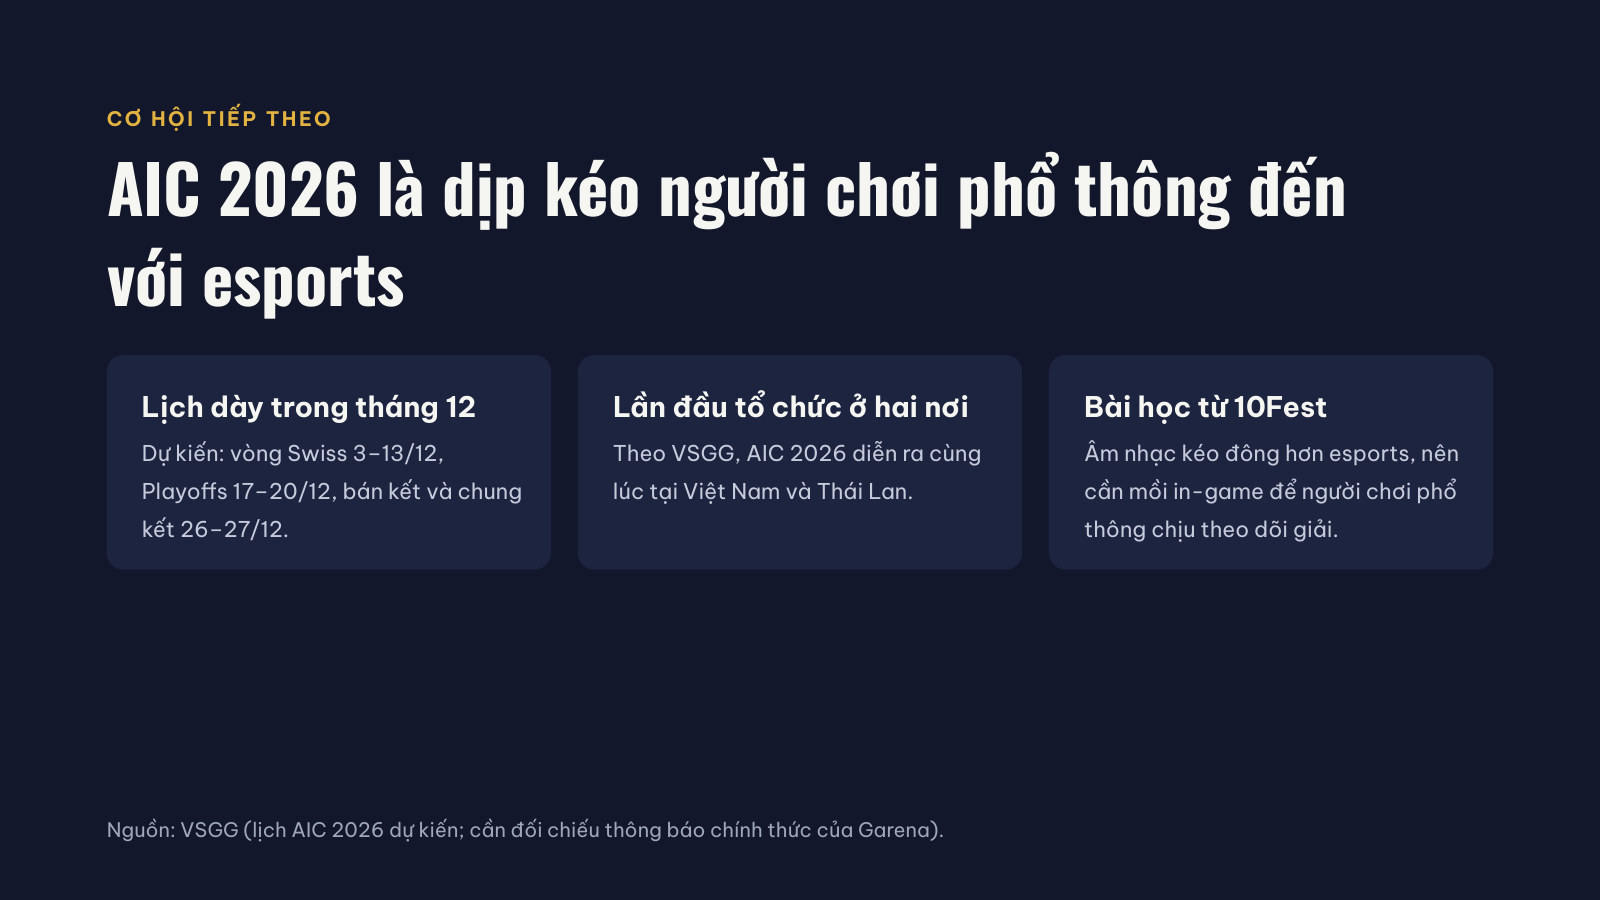 CƠ HỘI TIẾP THEO
AIC 2026 là dịp kéo người chơi phổ thông đến
với esports
Lịch dày trong tháng 12
Dự kiến: vòng Swiss 3–13/12,
Playoffs 17–20/12, bán kết và chung
kết 26–27/12.
Lần đầu tổ chức ở hai nơi
Theo VSGG, AIC 2026 diễn ra cùng
lúc tại Việt Nam và Thái Lan.
Bài học từ 10Fest
Âm nhạc kéo đông hơn esports, nên
cần mồi in-game để người chơi phổ
thông chịu theo dõi giải.
Nguồn: VSGG (lịch AIC 2026 dự kiến; cần đối chiếu thông báo chính thức của Garena).